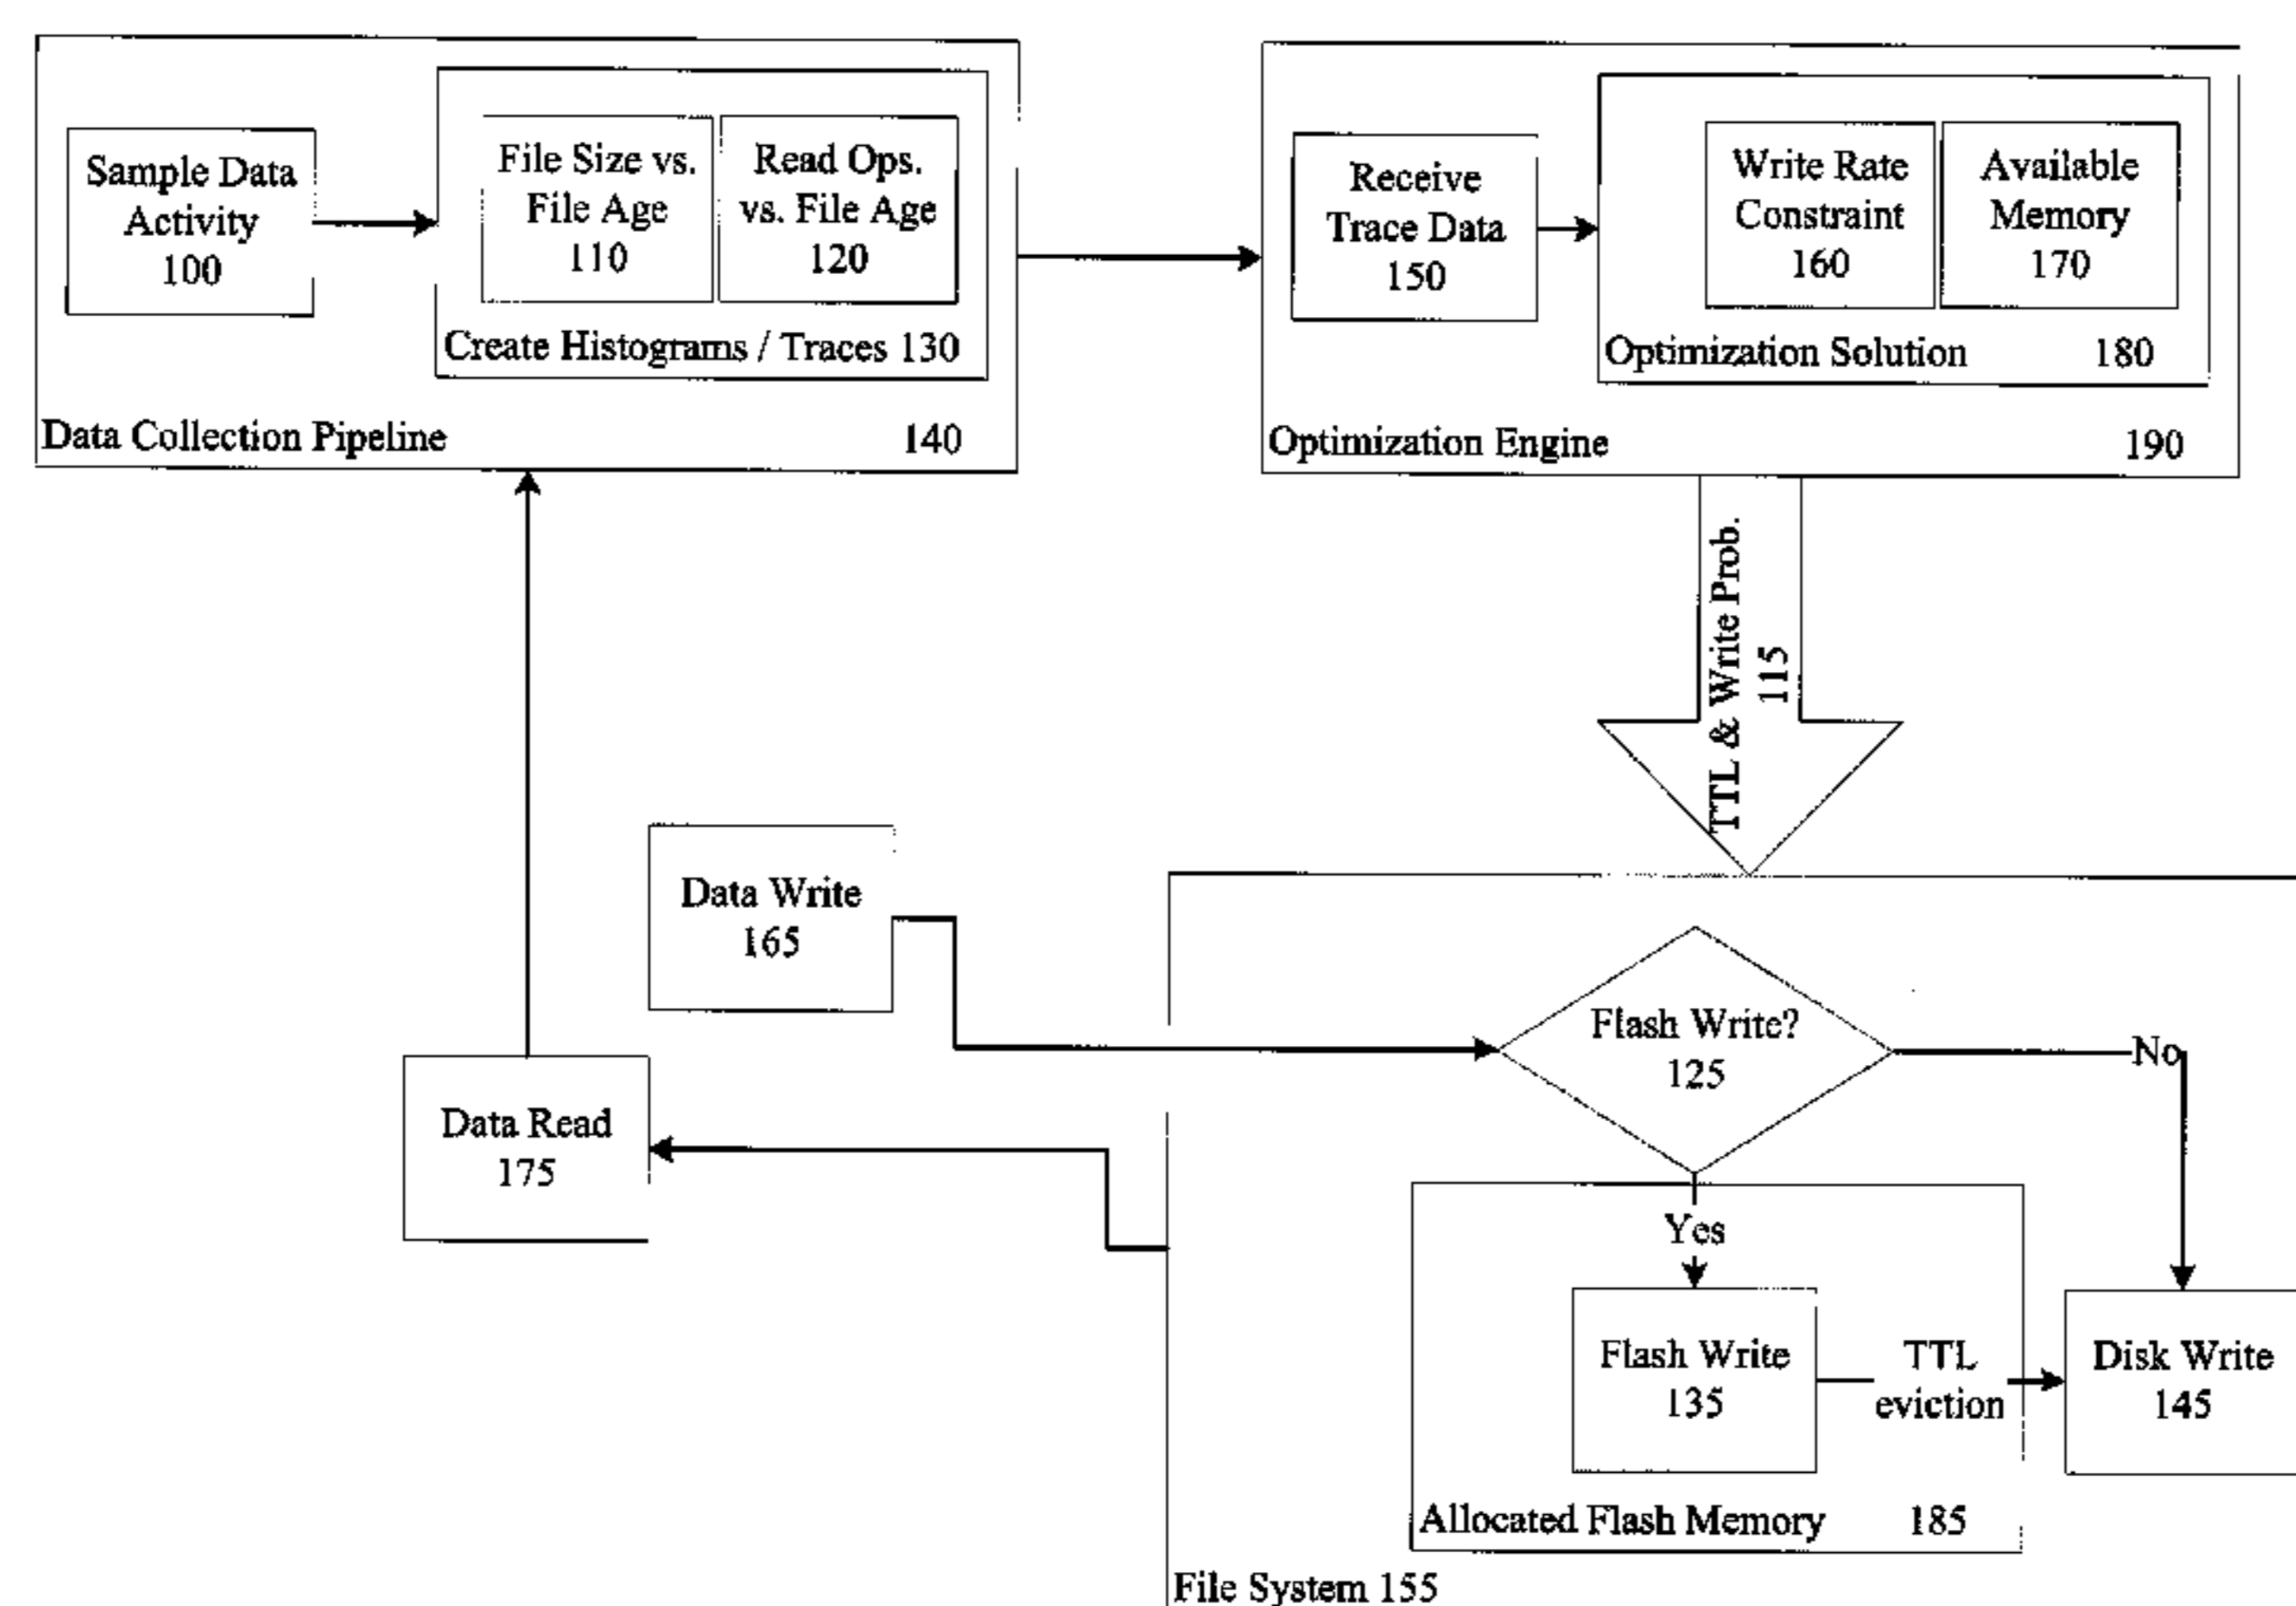 Sample Data
Activity
100
File Size vs.
File Age
110
Read Ops.
vs. File Age
120
Create Histograms / Traces 130
Data Collection Pipeline 140
Receive
Trace Data
150
Write Rate
Constraint
160
Available
Memory
170
Optimization Solution 180
Optimization Engine 190
TTL & Write Prob.
115
Data Write
165
Flash Write?
125
No
Data Read
175
Yes
Flash Write
135
TTL
eviction
Disk Write
145
Allocated Flash Memory 185
File System 155